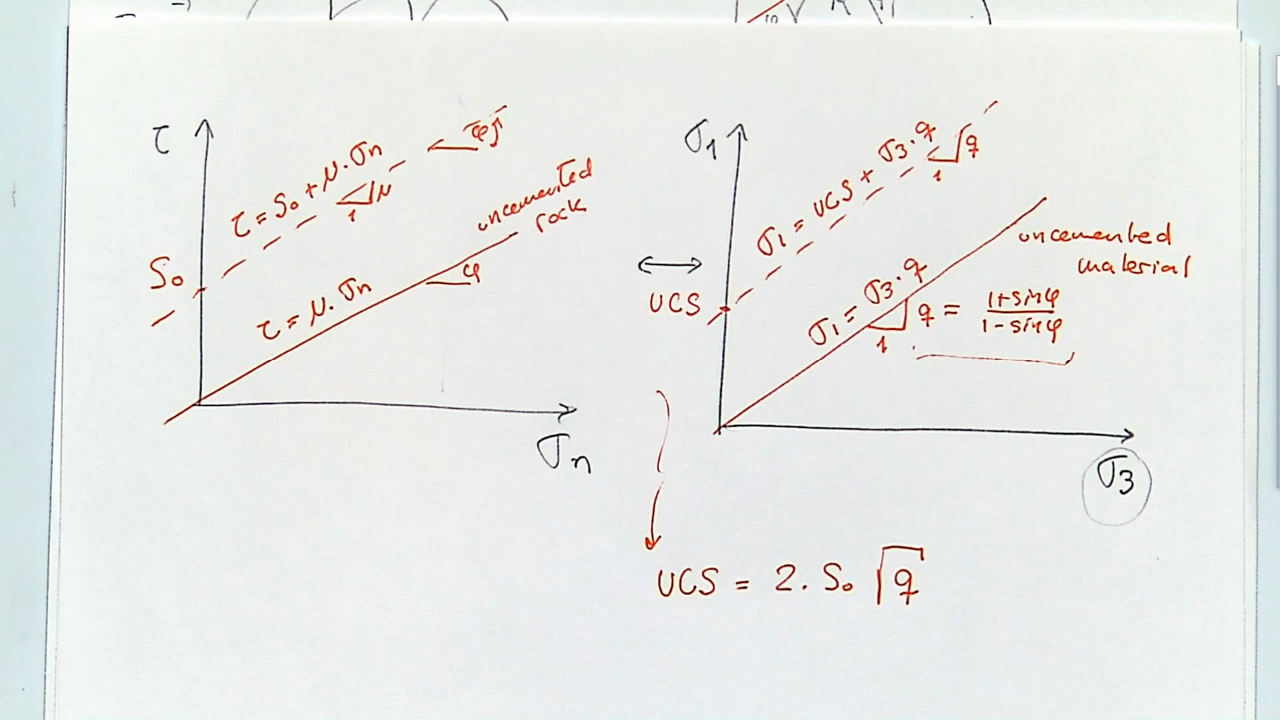 τ
τ = S₀ + μ·σn
1
μ
φ
uncemented
rock
S₀
τ = μ·σn
φ
σn
↔
σ1
σ1 = UCS + σ3·q
1
q
uncemented
material
UCS
σ1 = σ3·q
1
q = 1+sinφ / 1-sinφ
σ3
UCS = 2. S₀ √q